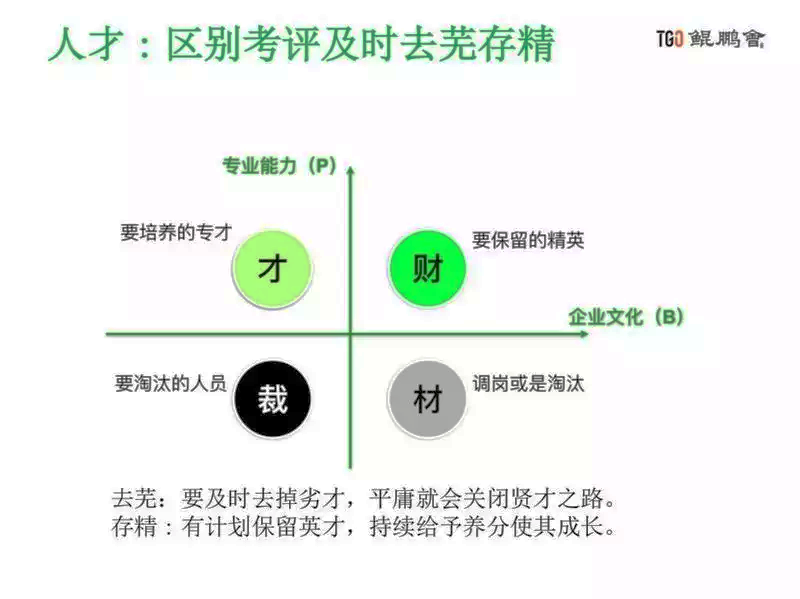 人才：区别考评及时去芜存精
TGO 鲲鹏會
专业能力（P）
要培养的专才
才
财
要保留的精英
企业文化（B）
要淘汰的人员
裁
材
调岗或是淘汰
去芜：要及时去掉劣才，平庸就会关闭贤才之路。
存精：有计划保留英才，持续给予养分使其成长。